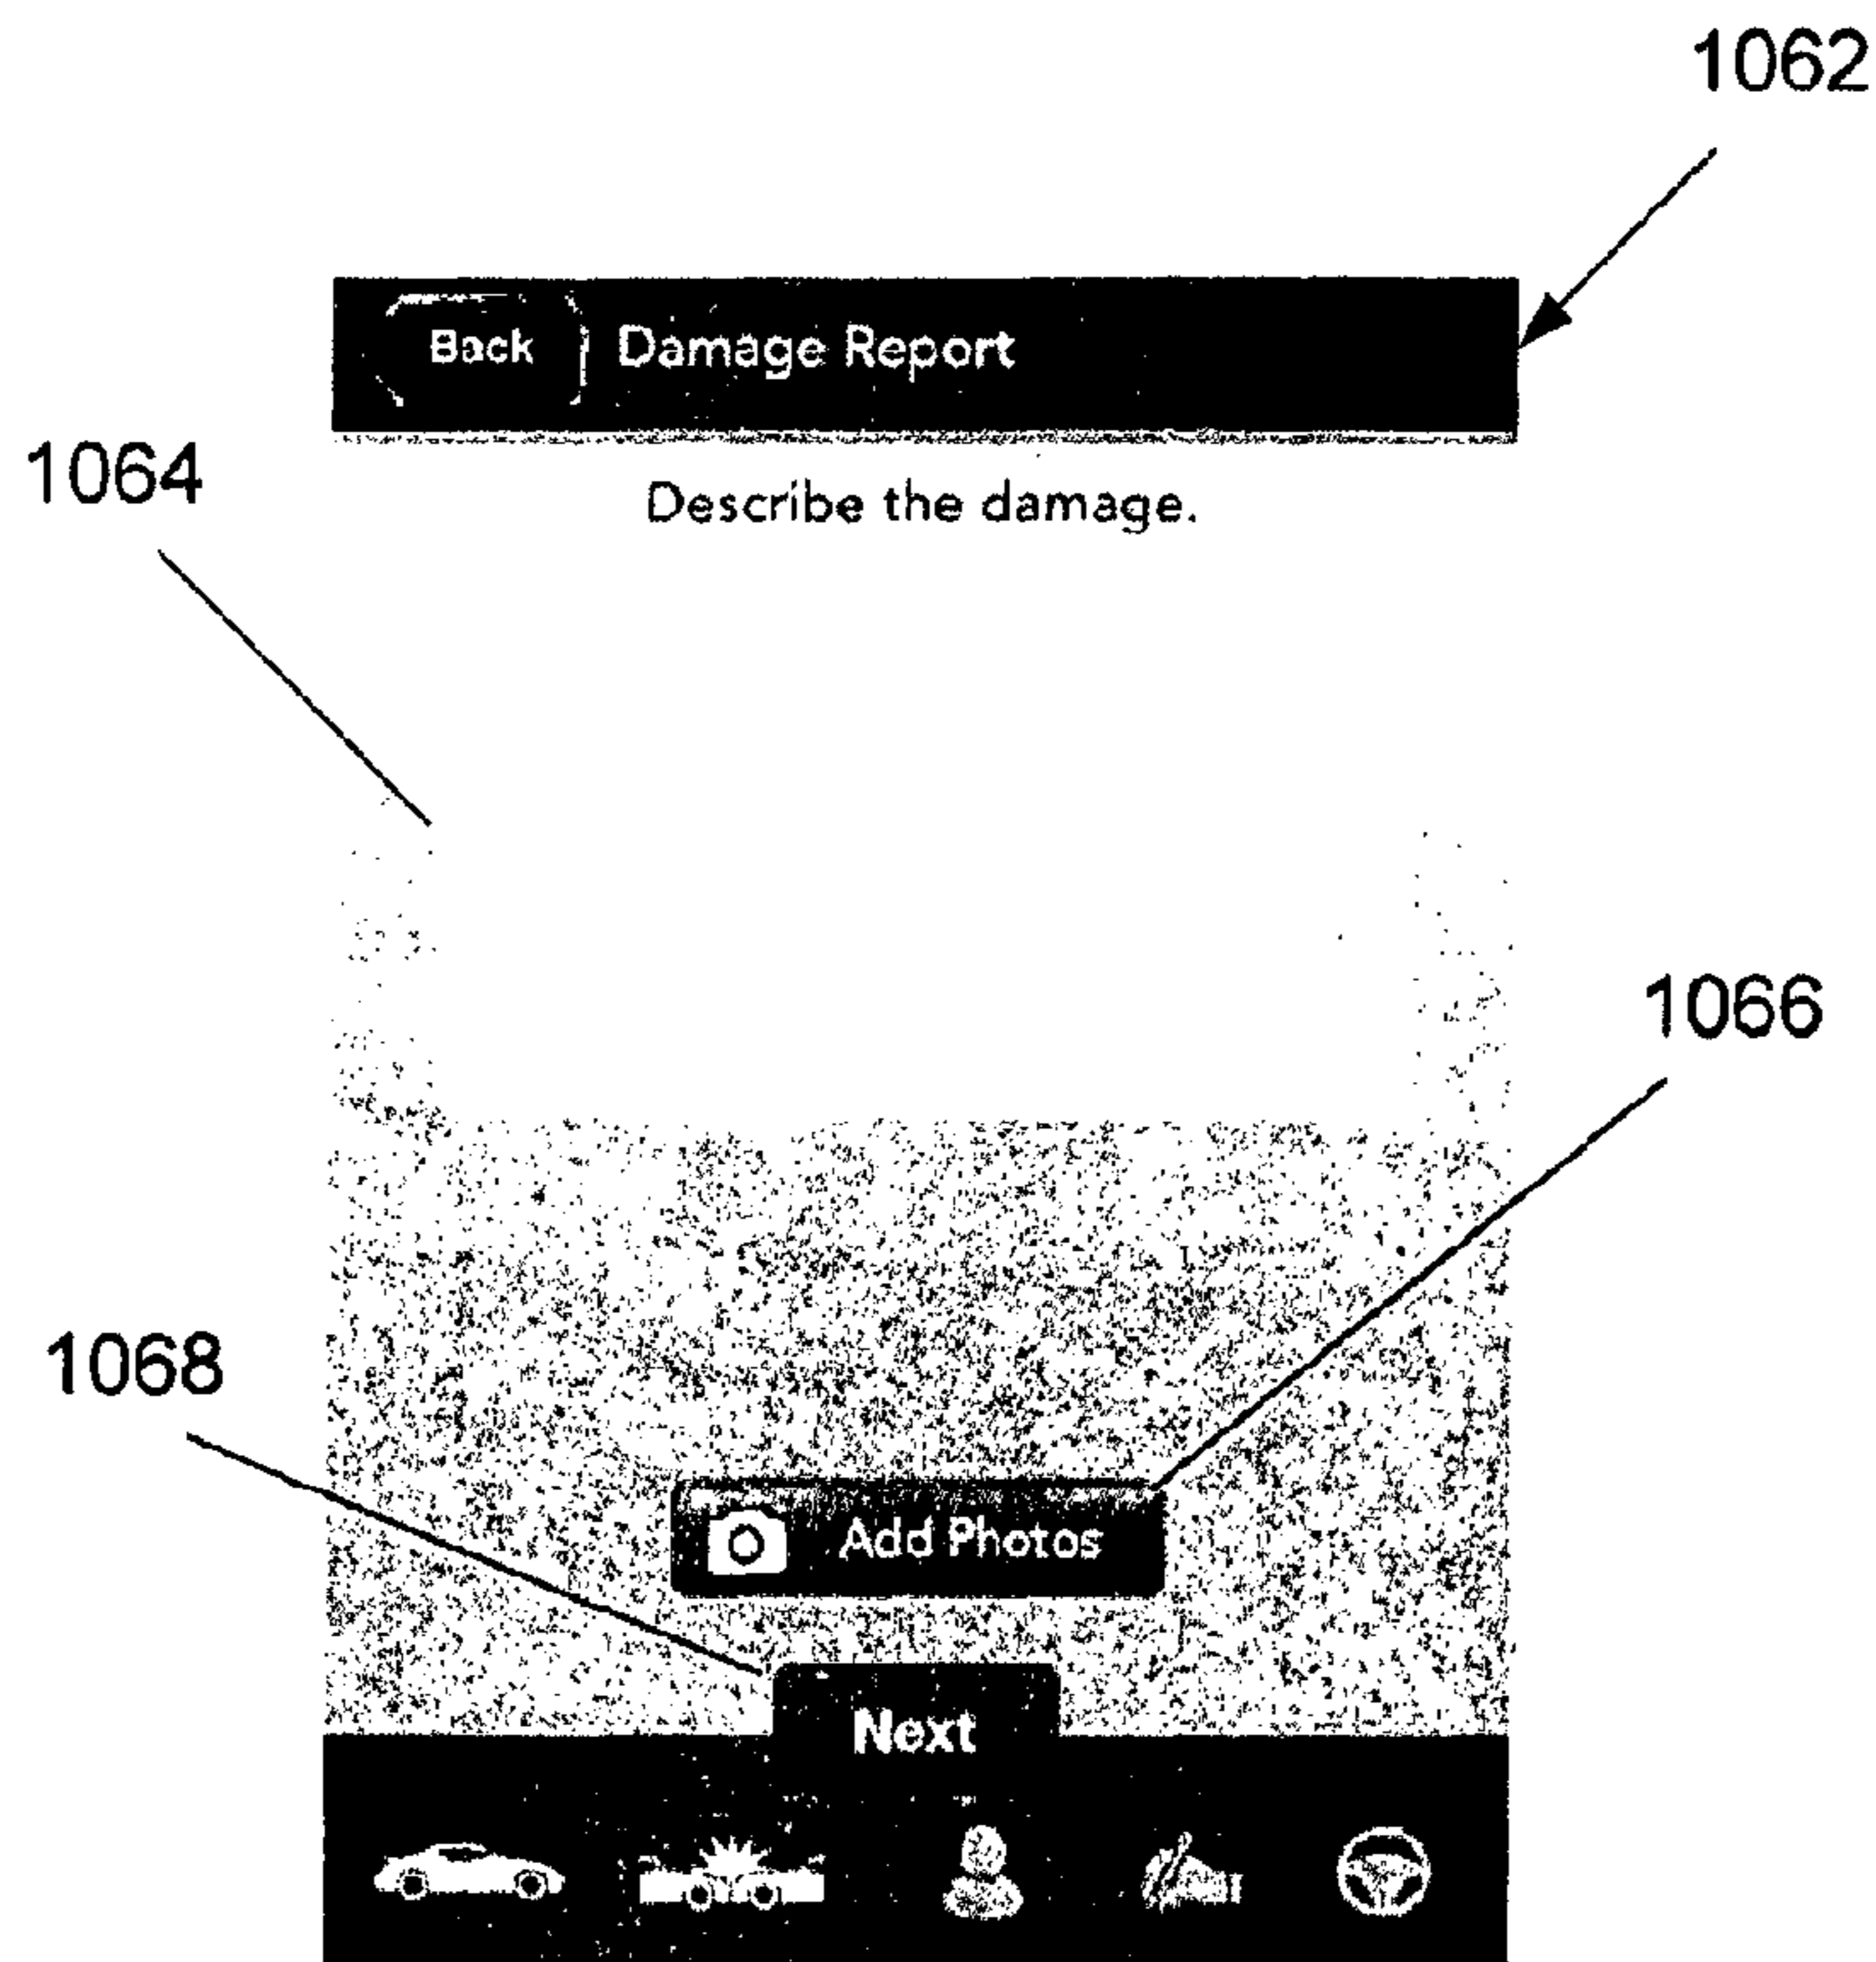 1062
Back Damage Report
1064
Describe the damage.
1066
1068
Add Photos
Next